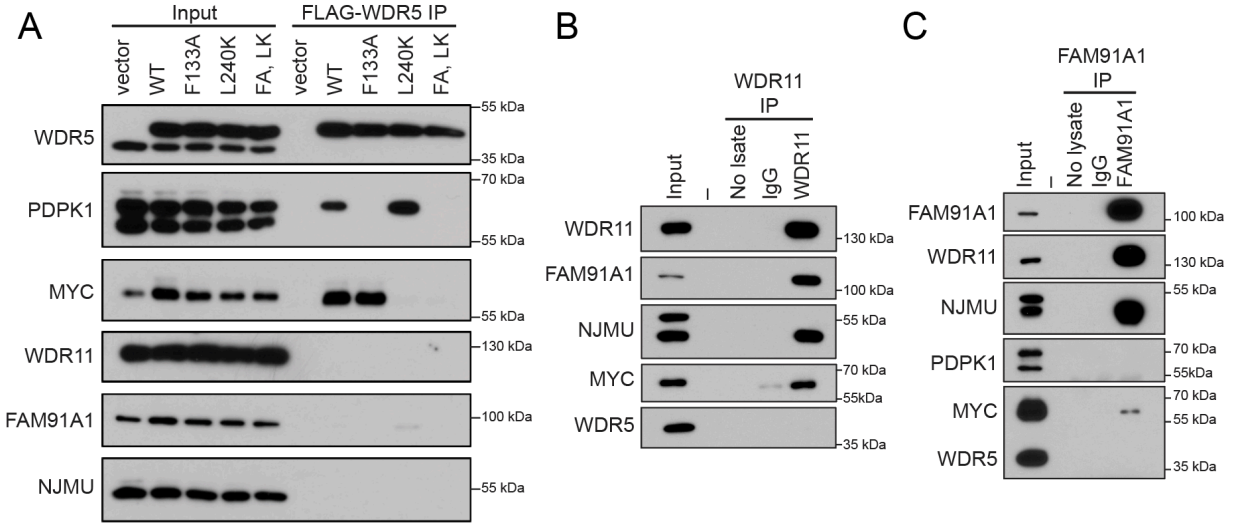 A
Input
FLAG-WDR5 IP
vector
WT
F133A
L240K
FA, LK
vector
WT
F133A
L240K
FA, LK
WDR5
55 kDa
35 kDa
PDPK1
70 kDa
55 kDa
MYC
55 kDa
WDR11
130 kDa
FAM91A1
100 kDa
NJMU
55 kDa
B
WDR11
IP
Input
–
No lsate
IgG
WDR11
WDR11
130 kDa
FAM91A1
100 kDa
NJMU
55 kDa
MYC
70 kDa
55kDa
WDR5
35 kDa
C
FAM91A1
IP
Input
–
No lysate
IgG
FAM91A1
FAM91A1
100 kDa
WDR11
130 kDa
NJMU
55 kDa
PDPK1
70 kDa
55kDa
MYC
70 kDa
55 kDa
WDR5
35 kDa